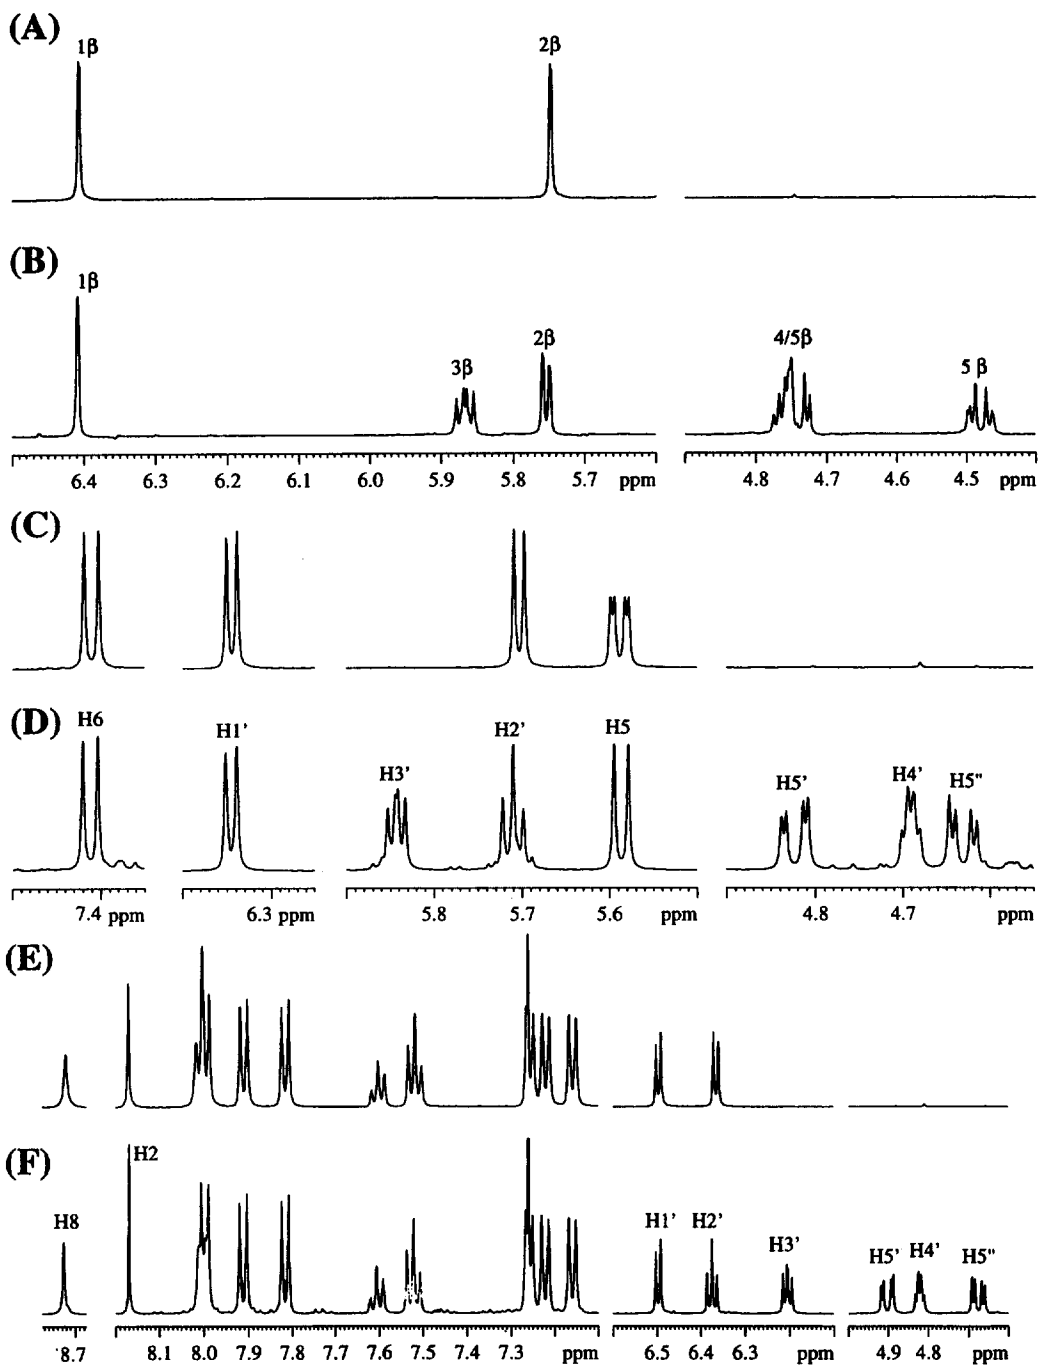 (A)
1β 2β
(B)
1β
3β 2β 4/5β 5 β
6.4 6.3 6.2 6.1 6.0 5.9 5.8 5.7 ppm 4.8 4.7 4.6 4.5 ppm
(C)
(D)
H6 H1' H3' H2' H5 H5' H4' H5"
7.4 ppm 6.3 ppm 5.8 5.7 5.6 ppm 4.8 4.7 ppm
(E)
(F)
H2
H8 H1' H2' H3' H5' H4' H5"
8.7 8.1 8.0 7.9 7.8 7.7 7.6 7.5 7.4 7.3 ppm 6.5 6.4 6.3 ppm 4.9 4.8 ppm